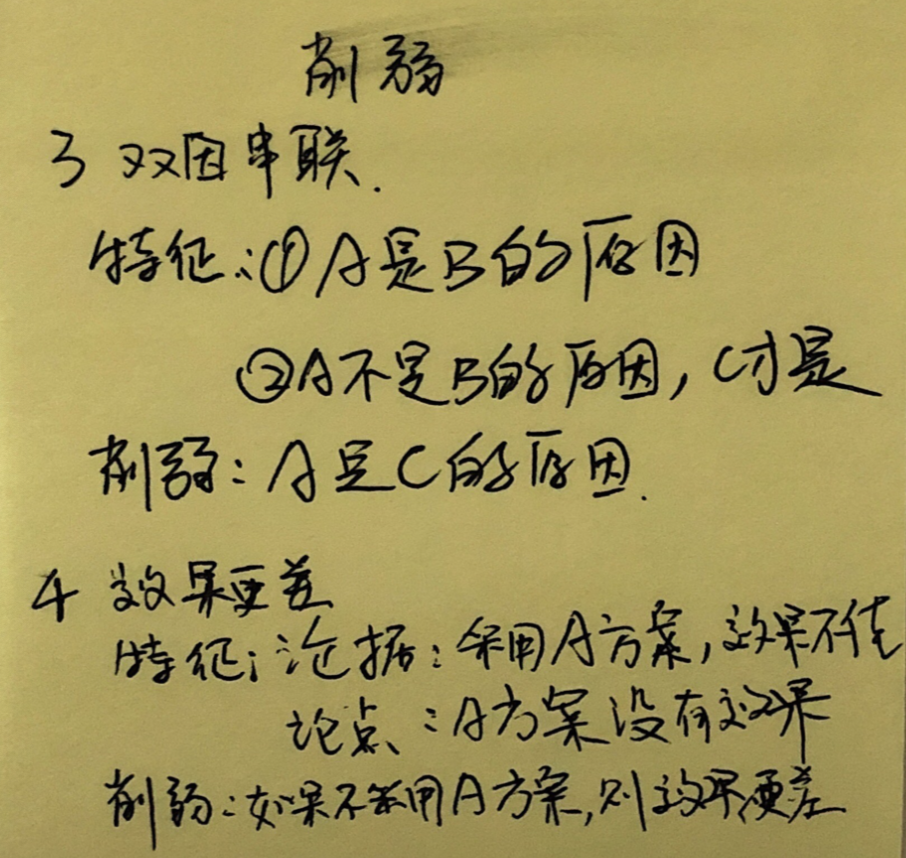 削弱
3 双因串联.
特征:①A是B的原因
②A不是B的原因,C才是
削弱:A是C的原因.
4 效果更差
特征:论据:采用A方案,效果不佳
论点:A方案没有效果
削弱:如果不采用A方案,则效果更差